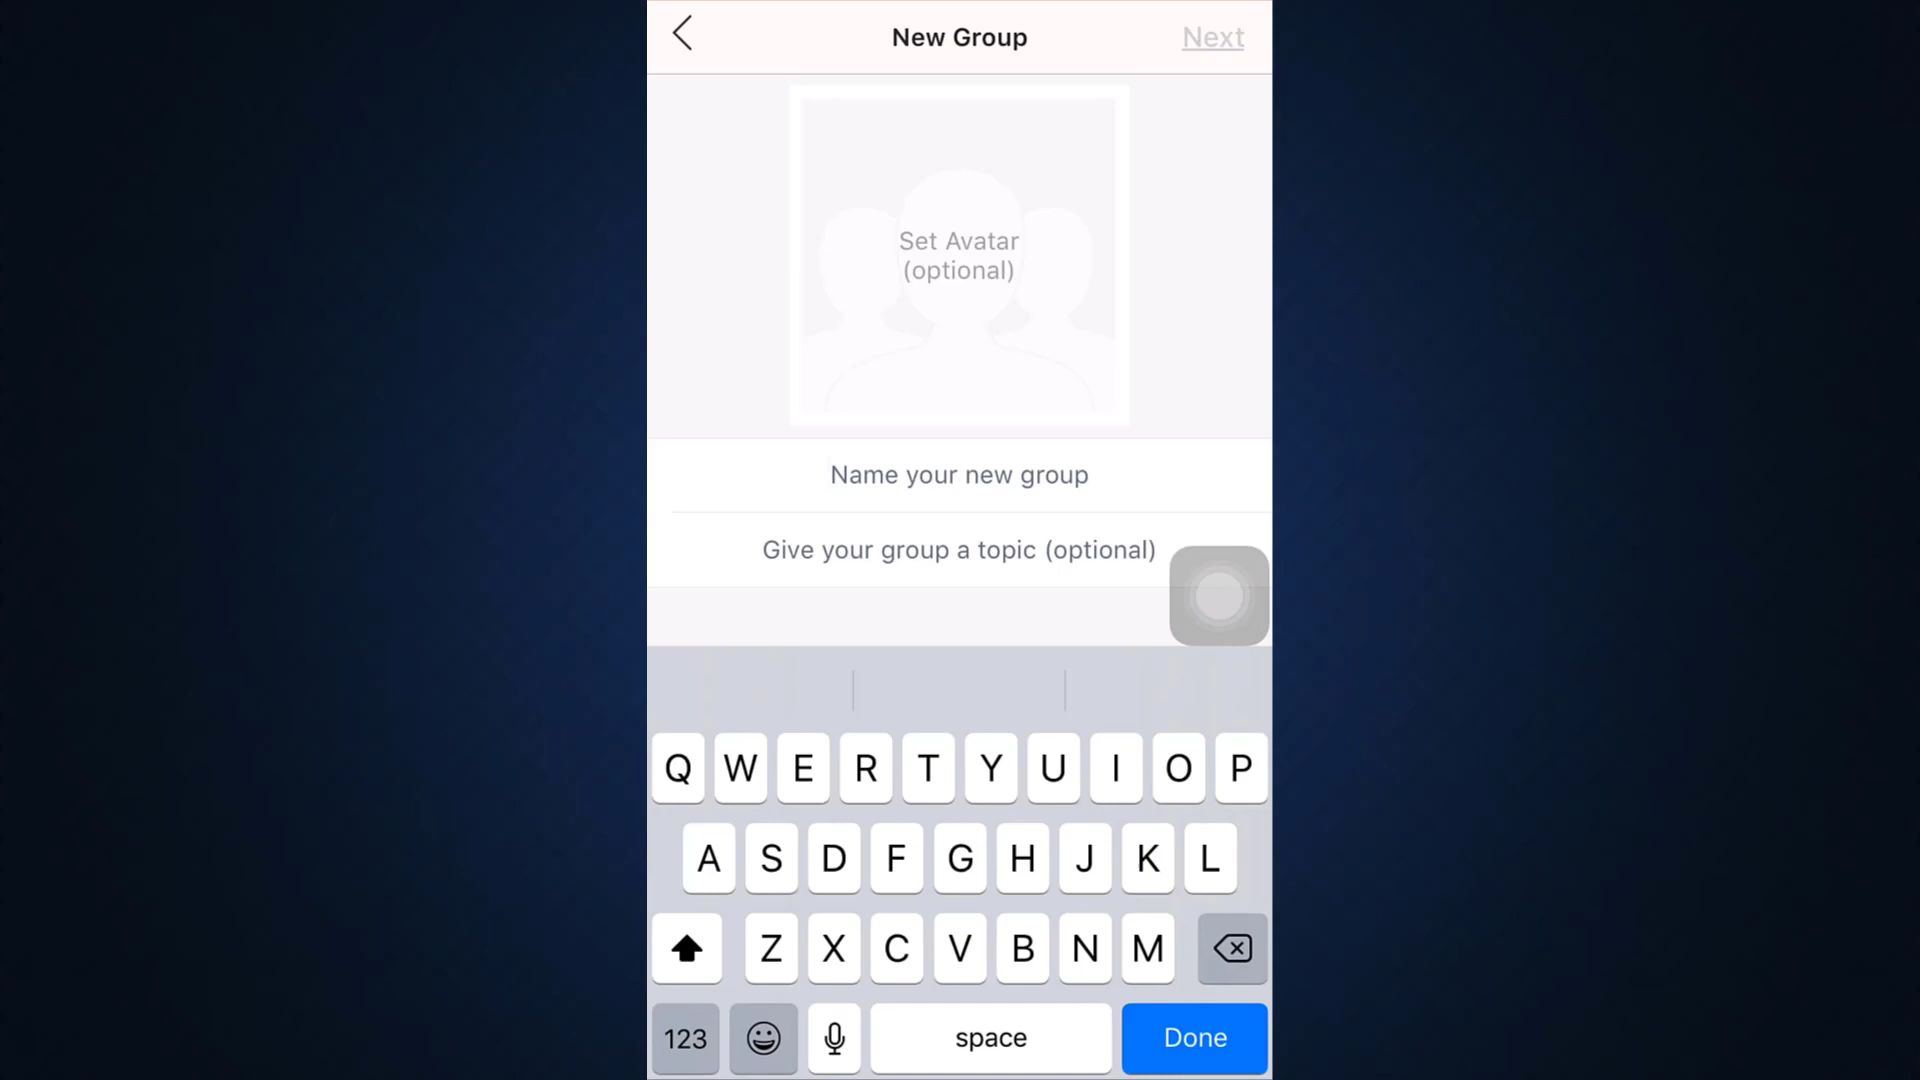 New Group
Next
Set Avatar
(optional)
Name your new group
Give your group a topic (optional)
Q W E R T Y U I O P
A S D F G H J K L
Z X C V B N M
123 space Done